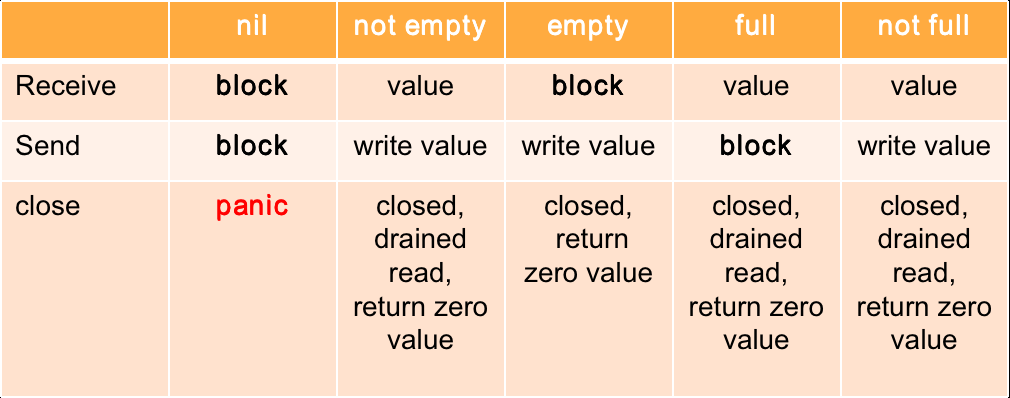 nil not empty empty full not full
Receive block value block value value
Send block write value write value block write value
close panic closed, closed, closed, closed,
drained return drained drained
read, zero value read, read,
return zero return zero return zero
value value value